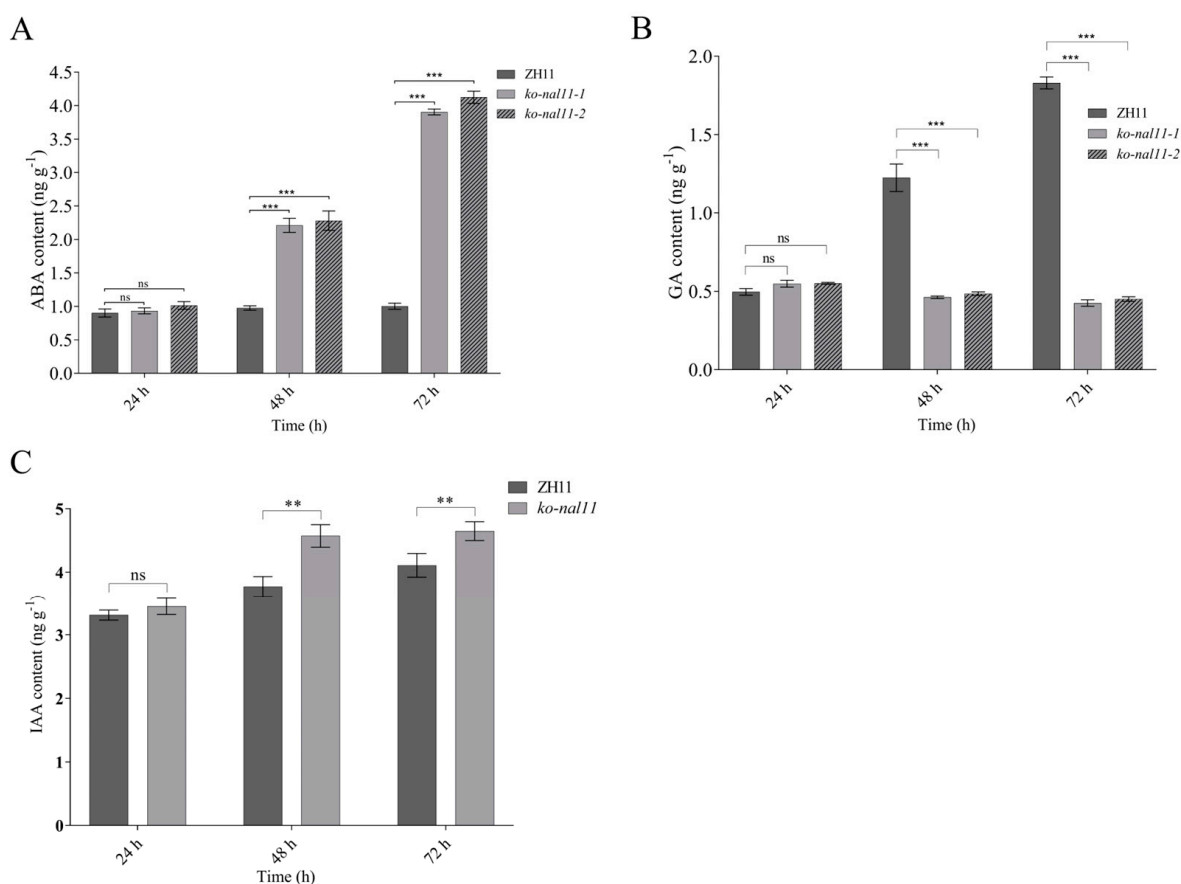 A
ABA content (ng g⁻¹)
4.5
4.0
3.5
3.0
2.5
2.0
1.5
1.0
0.5
0.0
ns
ns
***
***
***
***
24 h
48 h
72 h
Time (h)
ZH11
ko-nal11-1
ko-nal11-2
B
GA content (ng g⁻¹)
2.0
1.5
1.0
0.5
0.0
ns
ns
***
***
***
***
24 h
48 h
72 h
Time (h)
ZH11
ko-nal11-1
ko-nal11-2
C
IAA content (ng g⁻¹)
5
4
3
2
1
0
ns
**
**
24 h
48 h
72 h
Time (h)
ZH11
ko-nal11